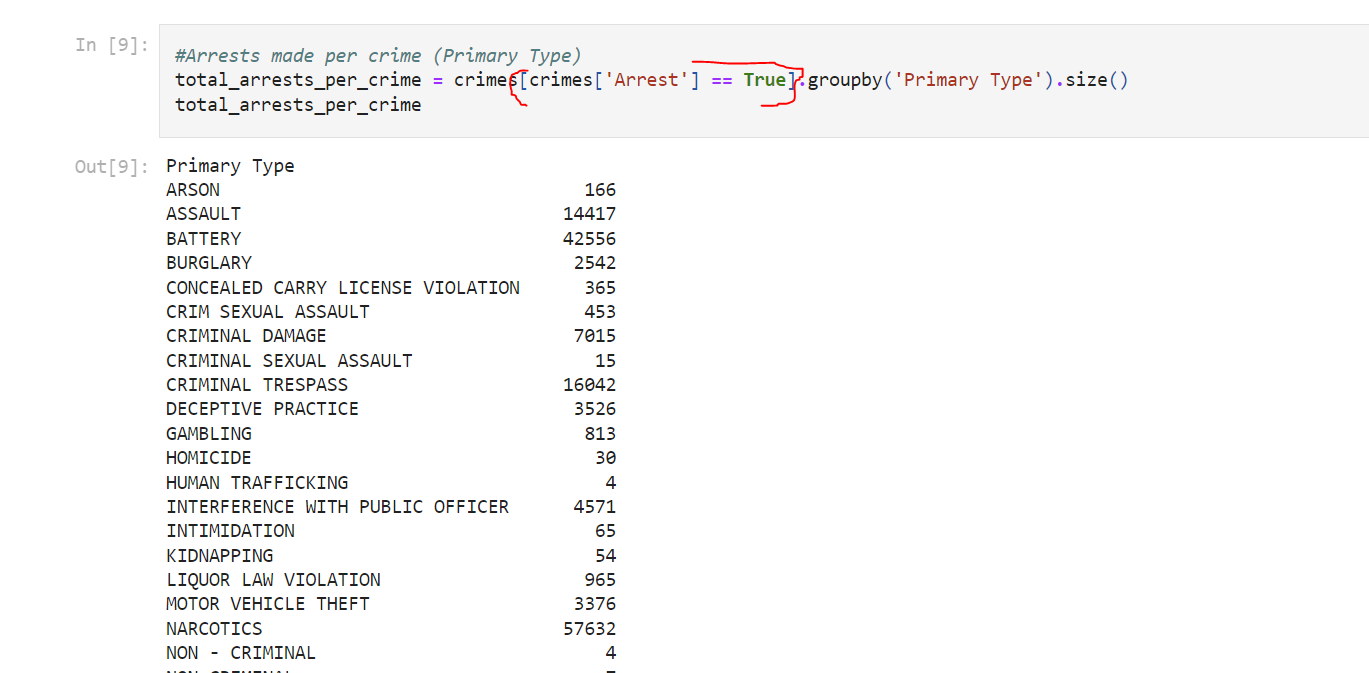 In [9]:
#Arrests made per crime (Primary Type)
total_arrests_per_crime = crimes[crimes['Arrest'] == True].groupby('Primary Type').size()
total_arrests_per_crime
Out[9]: Primary Type
ARSON 166
ASSAULT 14417
BATTERY 42556
BURGLARY 2542
CONCEALED CARRY LICENSE VIOLATION 365
CRIM SEXUAL ASSAULT 453
CRIMINAL DAMAGE 7015
CRIMINAL SEXUAL ASSAULT 15
CRIMINAL TRESPASS 16042
DECEPTIVE PRACTICE 3526
GAMBLING 813
HOMICIDE 30
HUMAN TRAFFICKING 4
INTERFERENCE WITH PUBLIC OFFICER 4571
INTIMIDATION 65
KIDNAPPING 54
LIQUOR LAW VIOLATION 965
MOTOR VEHICLE THEFT 3376
NARCOTICS 57632
NON - CRIMINAL 4